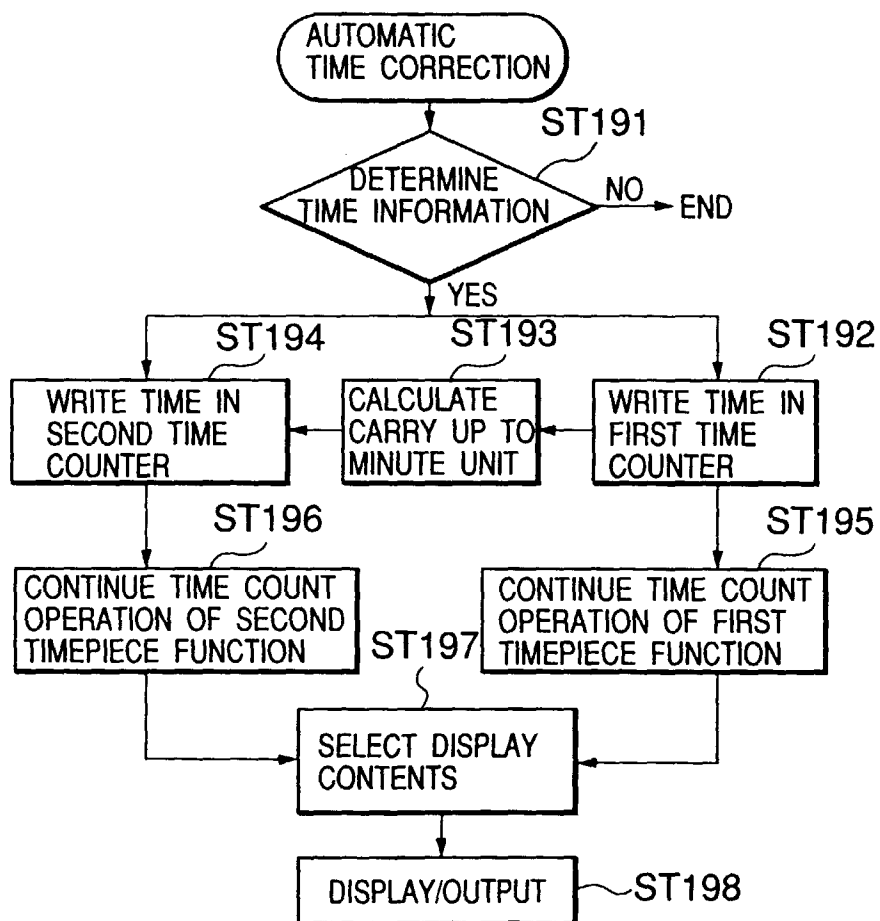 AUTOMATIC
TIME CORRECTION
ST191
DETERMINE
TIME INFORMATION
NO
END
YES
ST194
ST193
ST192
WRITE TIME IN
SECOND TIME
COUNTER
CALCULATE
CARRY UP TO
MINUTE UNIT
WRITE TIME IN
FIRST TIME
COUNTER
ST196
ST195
CONTINUE TIME COUNT
OPERATION OF SECOND
TIMEPIECE FUNCTION
CONTINUE TIME COUNT
OPERATION OF FIRST
TIMEPIECE FUNCTION
ST197
SELECT DISPLAY
CONTENTS
DISPLAY/OUTPUT
ST198